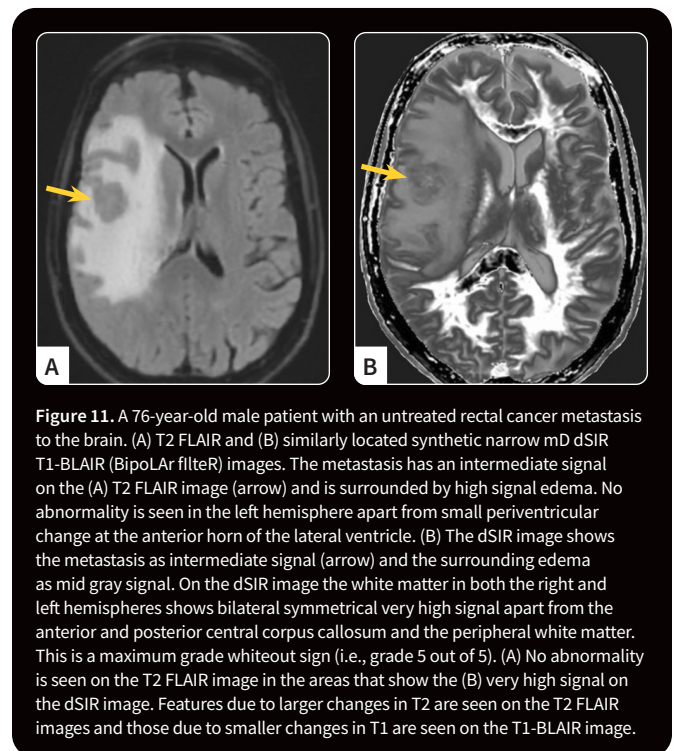 A
B
Figure 11. A 76-year-old male patient with an untreated rectal cancer metastasis
to the brain. (A) T2 FLAIR and (B) similarly located synthetic narrow mD dSIR
T1-BLAIR (BipoLAr fIlteR) images. The metastasis has an intermediate signal
on the (A) T2 FLAIR image (arrow) and is surrounded by high signal edema. No
abnormality is seen in the left hemisphere apart from small periventricular
change at the anterior horn of the lateral ventricle. (B) The dSIR image shows
the metastasis as intermediate signal (arrow) and the surrounding edema
as mid gray signal. On the dSIR image the white matter in both the right and
left hemispheres shows bilateral symmetrical very high signal apart from the
anterior and posterior central corpus callosum and the peripheral white matter.
This is a maximum grade whiteout sign (i.e., grade 5 out of 5). (A) No abnormality
is seen on the T2 FLAIR image in the areas that show the (B) very high signal on
the dSIR image. Features due to larger changes in T2 are seen on the T2 FLAIR
images and those due to smaller changes in T1 are seen on the T1-BLAIR image.